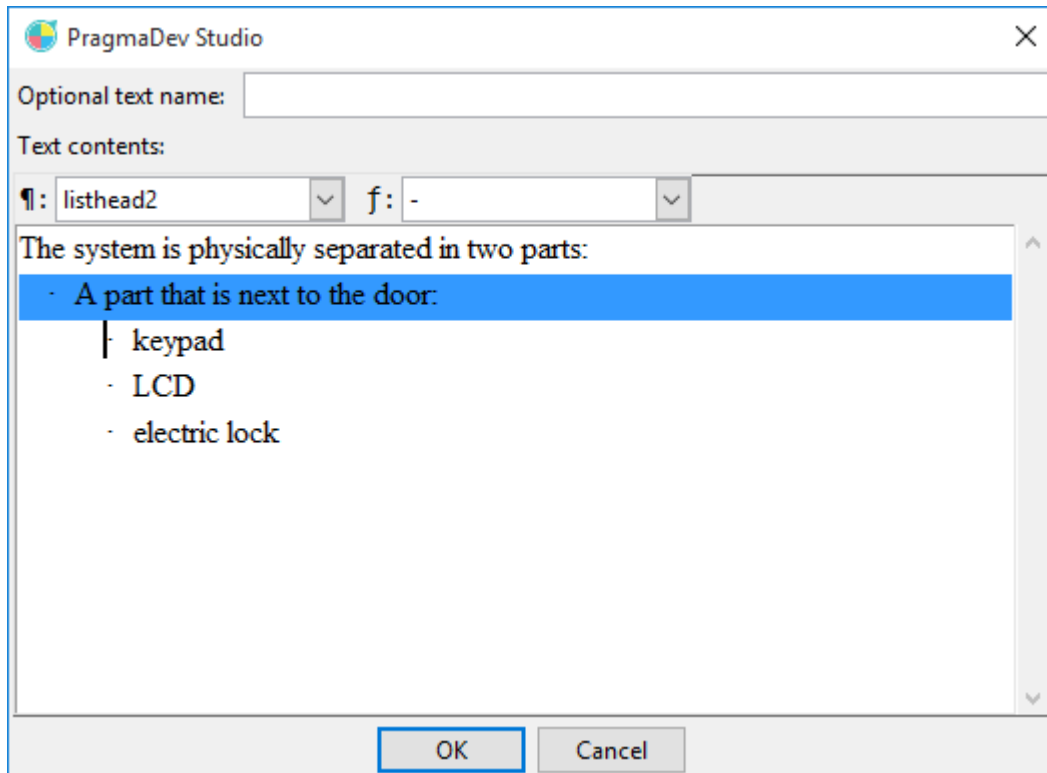 PragmaDev Studio
Optional text name:
Text contents:
¶: listhead2 ƒ: -
The system is physically separated in two parts:
· A part that is next to the door:
· keypad
· LCD
· electric lock
OK Cancel